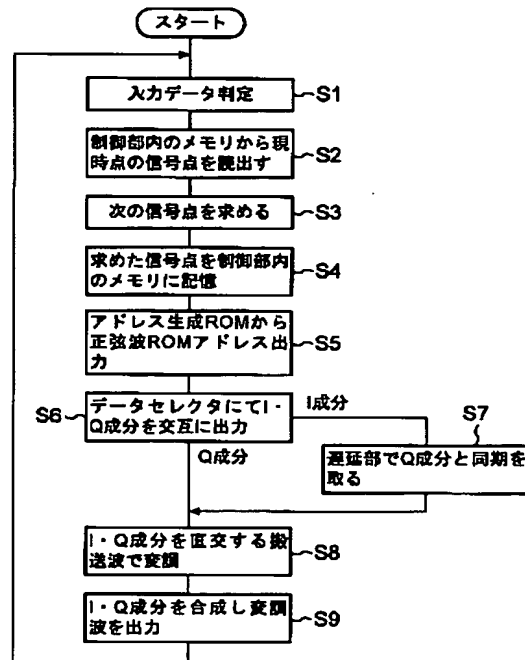 スタート
入力データ判定
S1
制御部内のメモリから現
時点の信号点を読出す
S2
次の信号点を求める
S3
求めた信号点を制御部内
のメモリに記憶
S4
アドレス生成ROMから
正弦波ROMアドレス出
力
S5
S6
データセレクタにてI・
Q成分を交互に出力
I成分
Q成分
S7
遅延部でQ成分と同期を
取る
I・Q成分を直交する搬
送波で変調
S8
I・Q成分を合成し変調
波を出力
S9